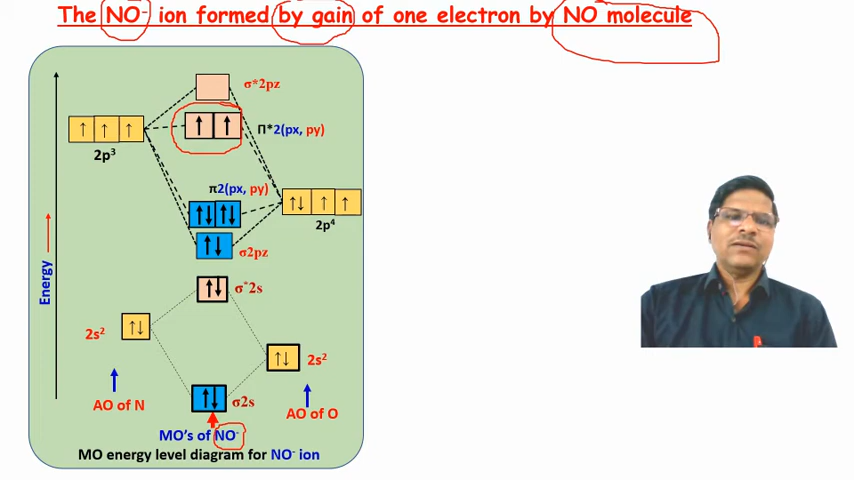 The NO⁻ ion formed by gain of one electron by NO molecule
σ*2pz
↑ ↑ ↑
↑ ↑
Π*2(px, py)
2p³
π2(px, py)
↑↓ ↑ ↑
↑↓ ↑↓
2p⁴
↑↓
σ2pz
Energy
↑↓
σ*2s
2s²
↑↓
↑↓
2s²
AO of N
↑↓
σ2s
AO of O
MO's of NO⁻
MO energy level diagram for NO⁻ ion